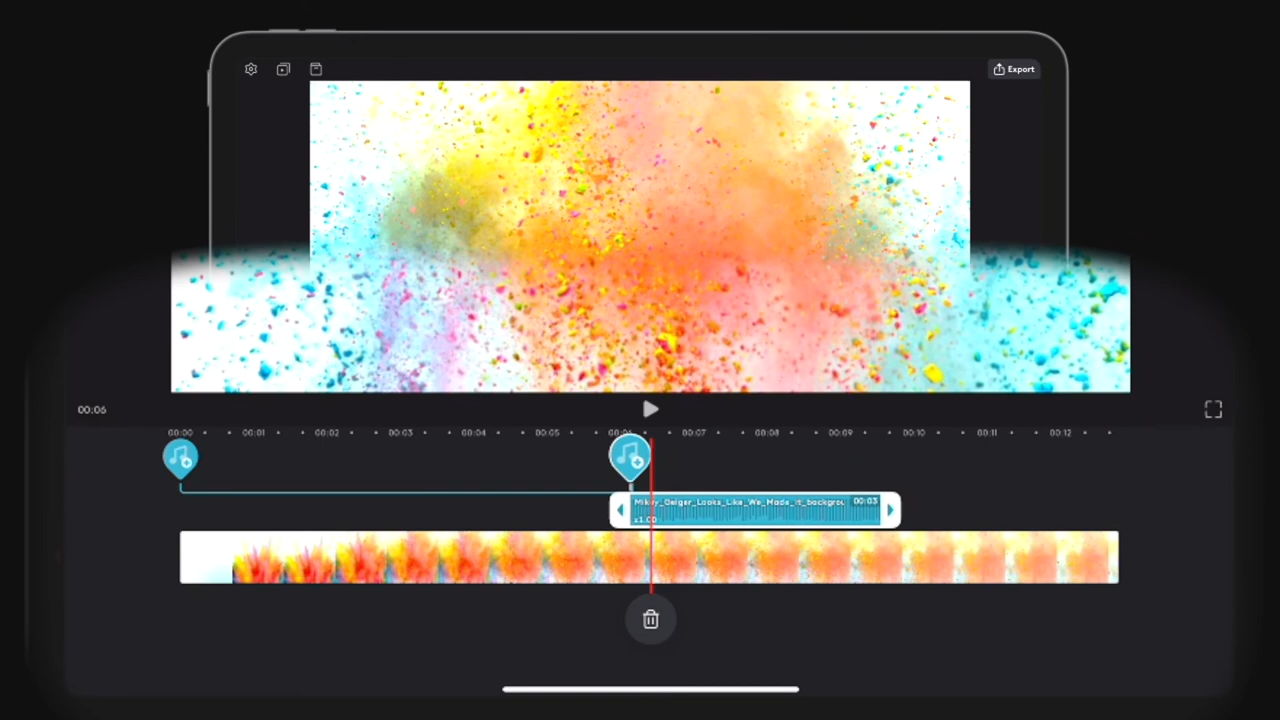 Export
00:06
00:00 00:01 00:02 00:03 00:04 00:05 00:06 00:07 00:08 00:09 00:10 00:11 00:12
Mikey_Geiger_Looks_Like_We_Made_It_backgrou 00:03
x1.00